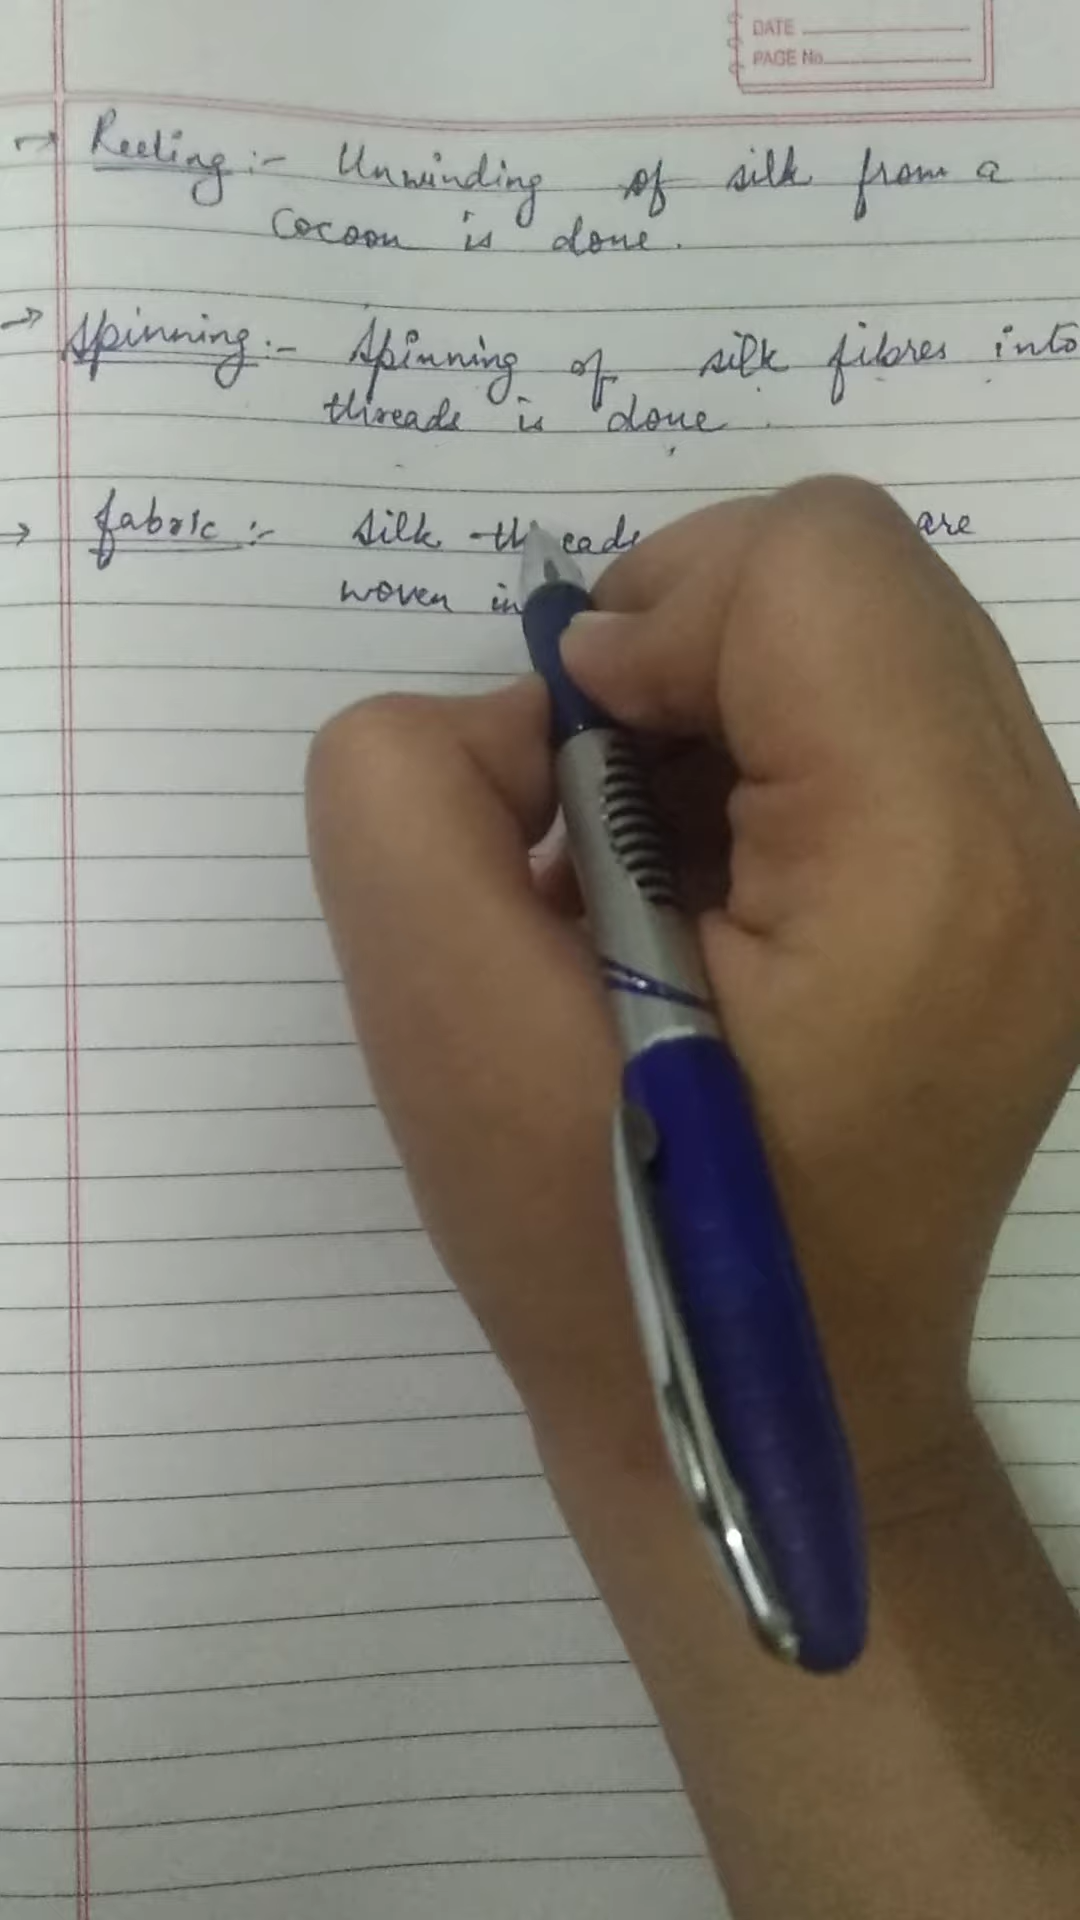 DATE
PAGE No.
→ Reeling :- Unwinding of silk from a
cocoon is done.
→ Spinning :- Spinning of silk fibres into
threads is done.
→ fabric :- Silk are
woven